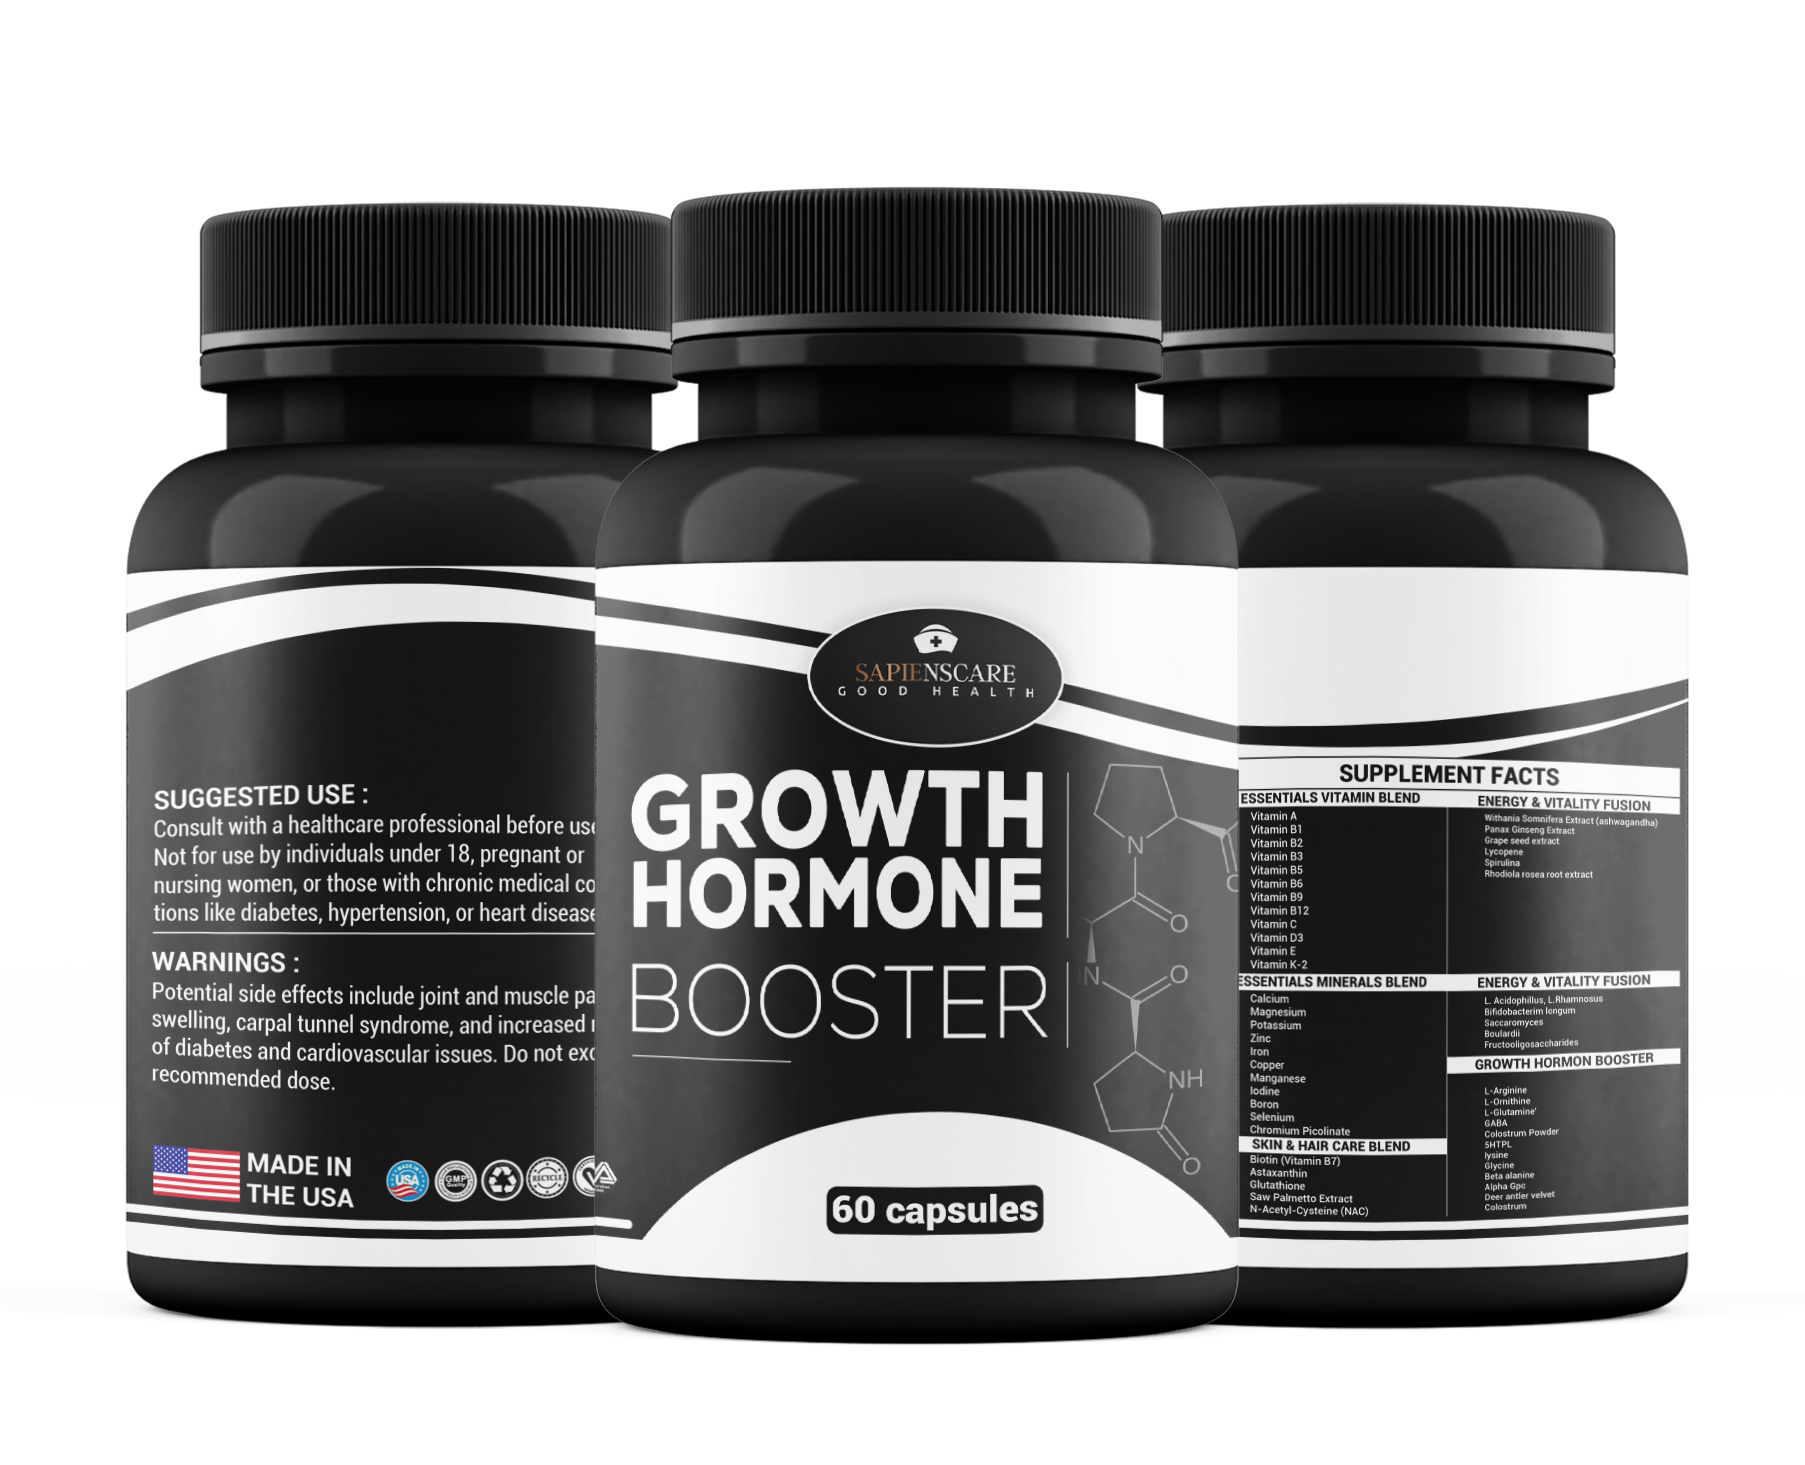 SUGGESTED USE :
Consult with a healthcare professional before use
Not for use by individuals under 18, pregnant or
nursing women, or those with chronic medical co
tions like diabetes, hypertension, or heart disease
WARNINGS :
Potential side effects include joint and muscle pa
swelling, carpal tunnel syndrome, and increased
of diabetes and cardiovascular issues. Do not exc
recommended dose.
MADE IN
THE USA
MADE IN
USA
GMP
Quality
RECYCLE
SAPIENSCARE
GOOD HEALTH
GROWTH
HORMONE
BOOSTER
N
O
O
N
O
NH
O
60 capsules
SUPPLEMENT FACTS
ESSENTIALS VITAMIN BLEND
Vitamin A
Vitamin B1
Vitamin B2
Vitamin B3
Vitamin B5
Vitamin B6
Vitamin B9
Vitamin B12
Vitamin C
Vitamin D3
Vitamin E
Vitamin K-2
ESSENTIALS MINERALS BLEND
Calcium
Magnesium
Potassium
Zinc
Iron
Copper
Manganese
Iodine
Boron
Selenium
Chromium Picolinate
SKIN & HAIR CARE BLEND
Biotin (Vitamin B7)
Astaxanthin
Glutathione
Saw Palmetto Extract
N-Acetyl-Cysteine (NAC)
ENERGY & VITALITY FUSION
Withania Somnifera Extract (ashwagandha)
Panax Ginseng Extract
Grape seed extract
Lycopene
Spirulina
Rhodiola rosea root extract
ENERGY & VITALITY FUSION
L. Acidophillus, L.Rhamnosus
Bifidobacterim longum
Saccaromyces
Boulardii
Fructooligosaccharides
GROWTH HORMON BOOSTER
L-Arginine
L-Ornithine
L-Glutamine'
GABA
Colostrum Powder
5HTPL
lysine
Glycine
Beta alanine
Alpha Gpc
Deer antler velvet
Colostrum